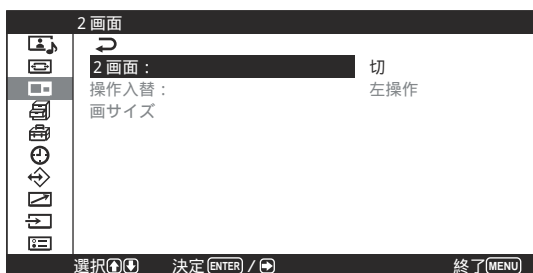 2 画面
2 画面： 切
操作入替： 左操作
画サイズ
選択 決定 ENTER / 終了 MENU